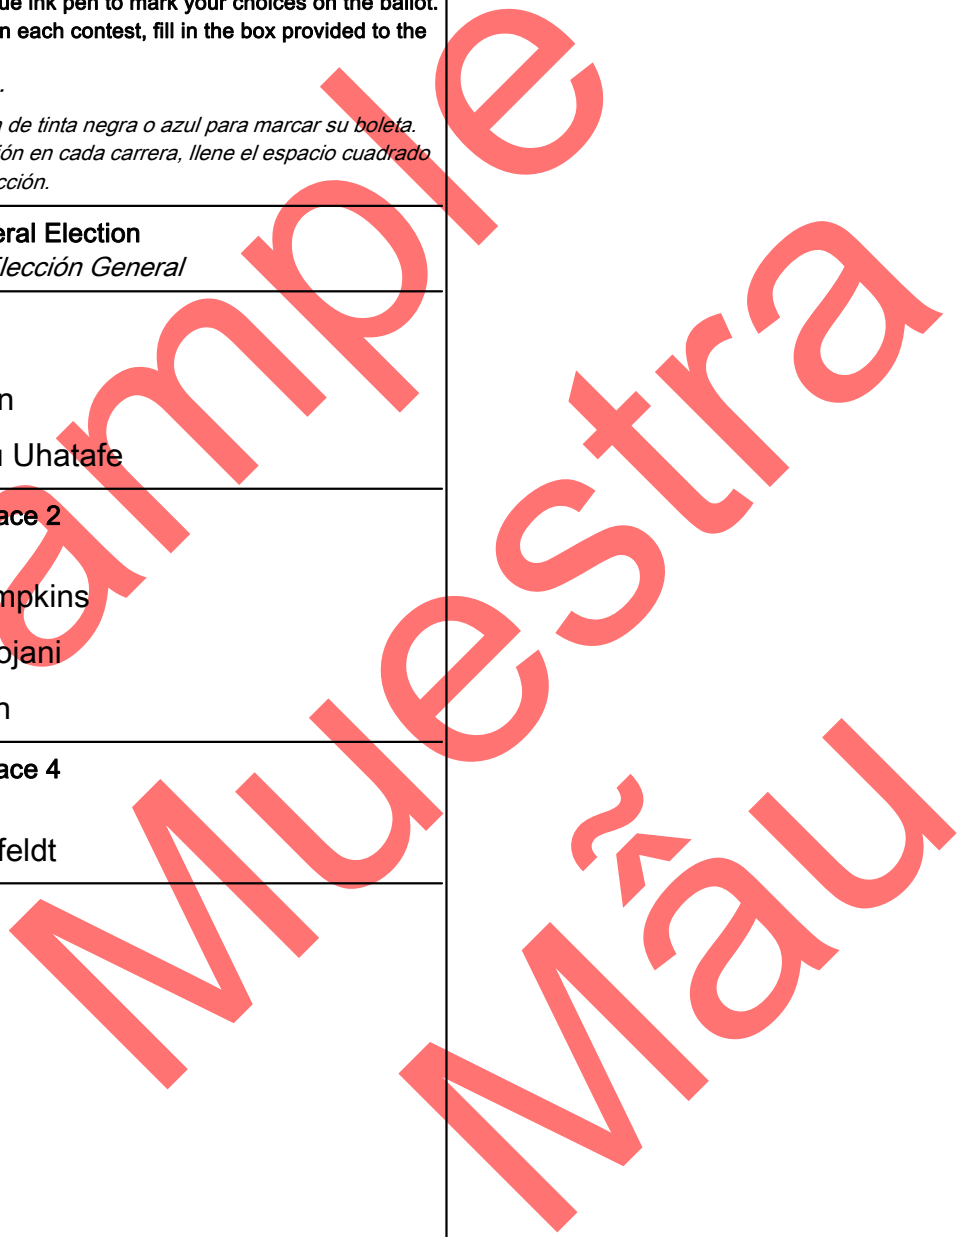 ue ink pen to mark your choices on the ballot.
n each contest, fill in the box provided to the
.
n de tinta negra o azul para marcar su boleta.
ión en cada carrera, llene el espacio cuadrado
cción.
eral Election
lección General
n
u Uhatafe
ace 2
mpkins
ojani
n
ace 4
feldt
ample
Muestra
Mẫu